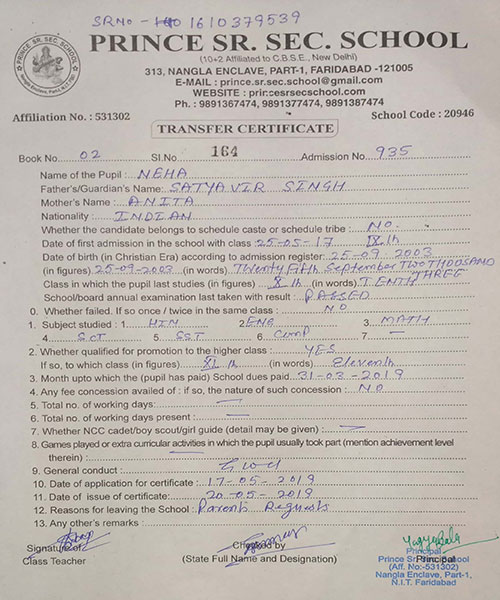 SRNO - 1610379539
PRINCE SR. SEC. SCHOOL
(10+2 Affiliated to C.B.S.E., New Delhi)
313, NANGLA ENCLAVE, PART-1, FARIDABAD -121005
E-MAIL : prince.sr.sec.school@gmail.com
WEBSITE : princesrsecschool.com
Ph. : 9891367474, 9891377474, 9891387474
Affiliation No. : 531302 School Code : 20946
TRANSFER CERTIFICATE
Book No. 02 Sl.No. 164 Admission No. 935
Name of the Pupil : NEHA
Father's/Guardian's Name: SATYAVIR SINGH
Mother's Name : ANITA
Nationality : INDIAN
Whether the candidate belongs to schedule caste or schedule tribe : NO.
Date of first admission in the school with class : 25-05-17 IX th
Date of birth (in Christian Era) according to admission register: 25-09-2003
(in figures) 25-09-2003 (in words) Twenty Fifth September TWO THOUSAND THREE
Class in which the pupil last studies (in figures) X th (in words) TENTH
School/board annual examination last taken with result : PASSED
0. Whether failed. If so once / twice in the same class : NO
1. Subject studied : 1. HIN 2. ENG 3. MATH
4. SCT 5. SST 6. COMP 7. —
2. Whether qualified for promotion to the higher class : YES
If so, to which class (in figures) XI th (in words) Eleventh
3. Month upto which the (pupil has paid) School dues paid 31-03-2019
4. Any fee concession availed of : if so, the nature of such concession : NO
5. Total no. of working days: —
6. Total no. of working days present : —
7. Whether NCC cadet/boy scout/girl guide (detail may be given) : —
8. Games played or extra curricular activities in which the pupil usually took part (mention achievement level
therein) : —
9. General conduct : Good
10. Date of application for certificate : 17-05-2019
11. Date of issue of certificate: 20-05-2019
12. Reasons for leaving the School : Parents Requests
13. Any other's remarks :
Signature of Checked by
Class Teacher (State Full Name and Designation) Principal
Principal
Prince Sr. Sec. School
(Aff. No:-531302)
Nangla Enclave, Part-1,
N.I.T. Faridabad